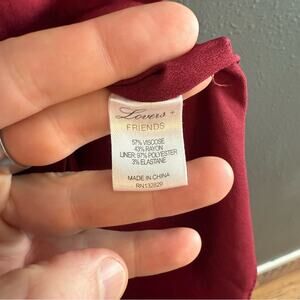 Lovers +
FRIENDS
57% VISCOSE
43% RAYON
LINER: 97% POLYESTER
3% ELASTANE
MADE IN CHINA
RN132829